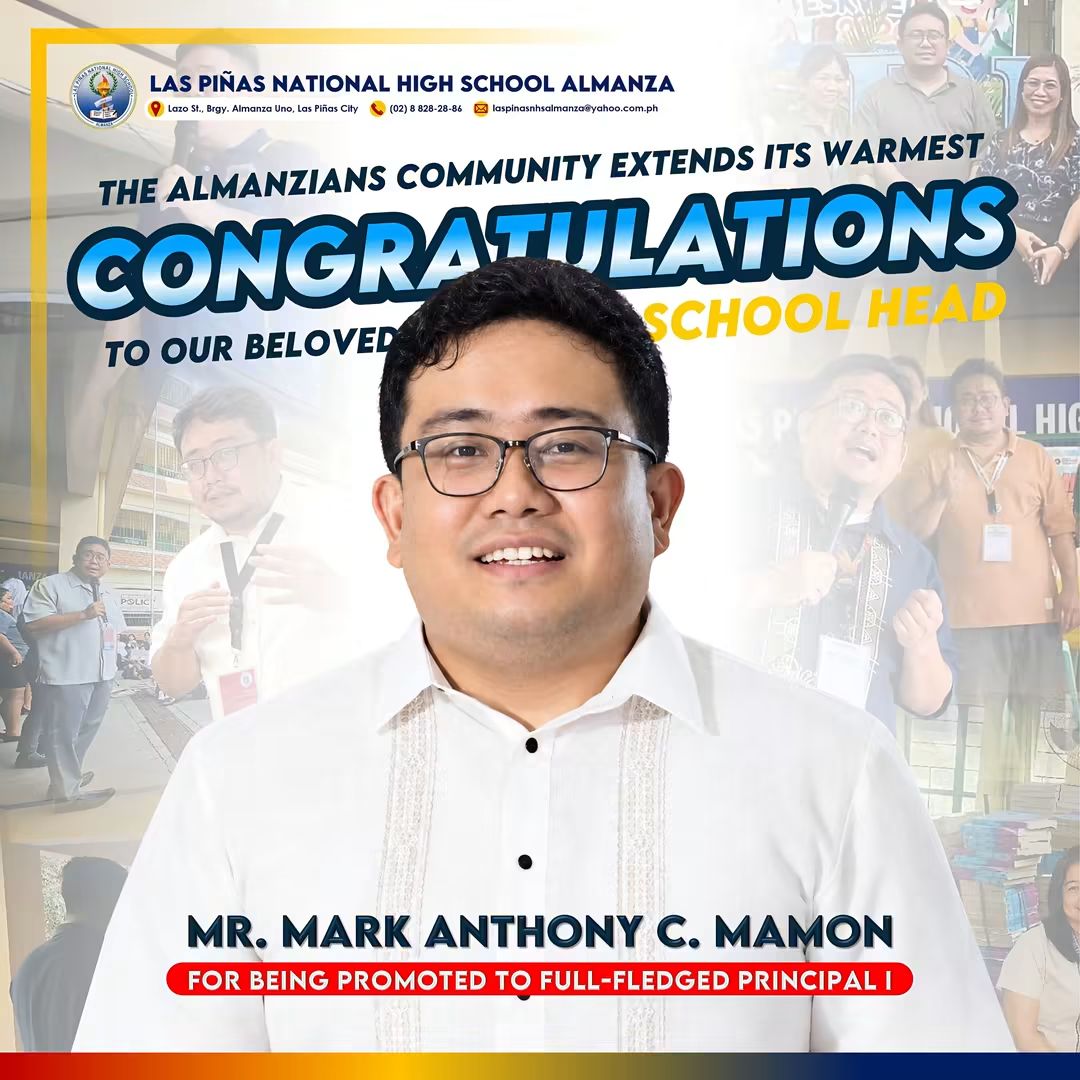 LAS PIÑAS NATIONAL HIGH SCHOOL ALMANZA
Lazo St., Brgy. Almanza Uno, Las Piñas City (02) 8 828-28-86 laspinasnhsalmanza@yahoo.com.ph
THE ALMANZIANS COMMUNITY EXTENDS ITS WARMEST
CONGRATULATIONS
TO OUR BELOVED SCHOOL HEAD
POLIC
L HIG
MR. MARK ANTHONY C. MAMON
FOR BEING PROMOTED TO FULL-FLEDGED PRINCIPAL I